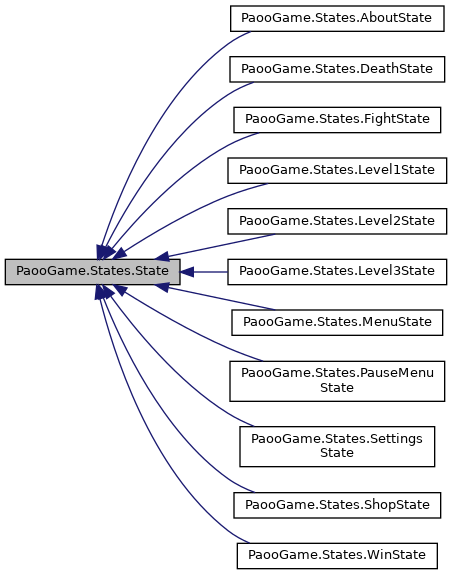 PaooGame.States.AboutState
PaooGame.States.DeathState
PaooGame.States.FightState
PaooGame.States.Level1State
PaooGame.States.Level2State
PaooGame.States.State
PaooGame.States.Level3State
PaooGame.States.MenuState
PaooGame.States.PauseMenu
State
PaooGame.States.Settings
State
PaooGame.States.ShopState
PaooGame.States.WinState